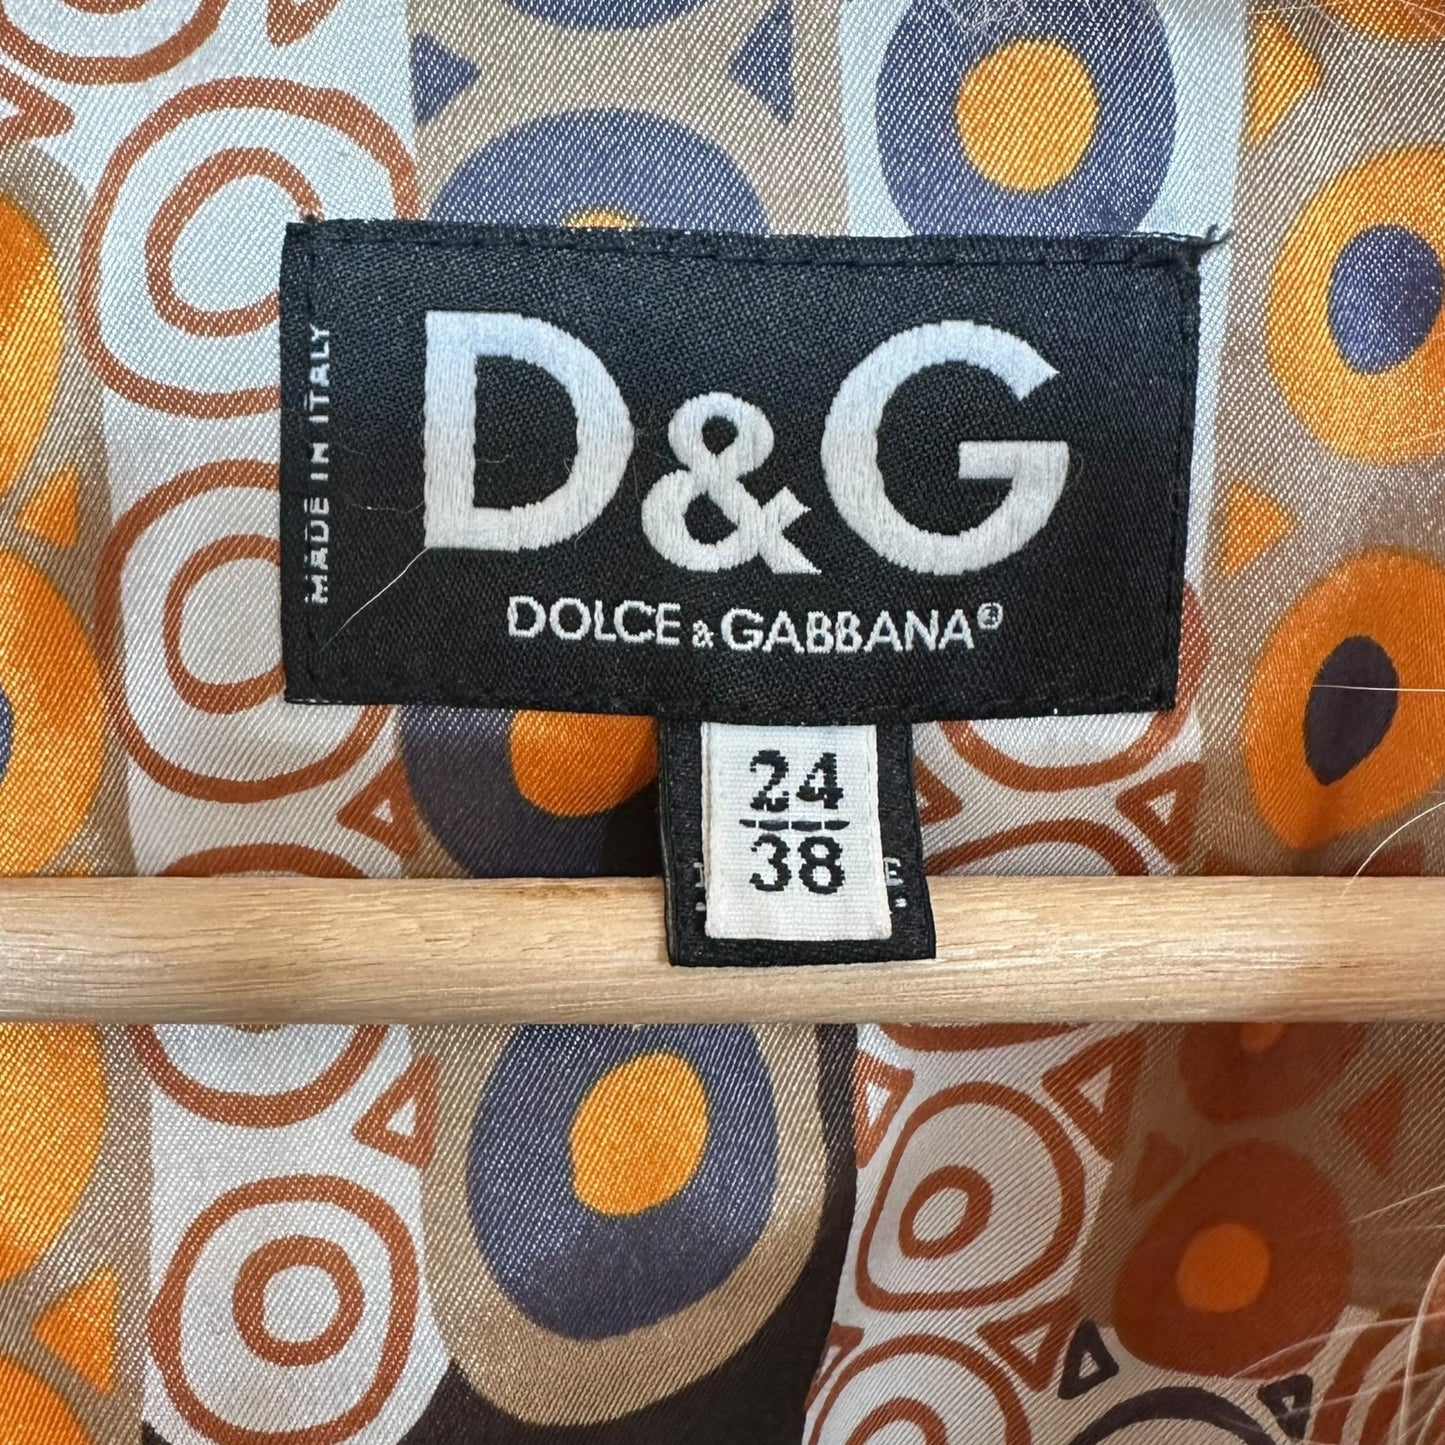 MADE IN ITALY
D&G
DOLCE & GABBANA®
24
38